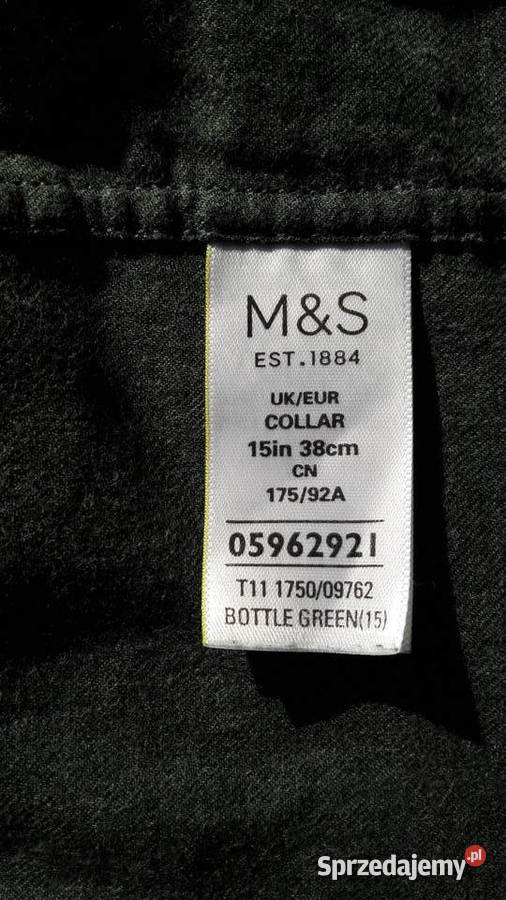 M&S
EST.1884
UK/EUR
COLLAR
15in 38cm
CN
175/92A
05962921
T11 1750/09762
BOTTLE GREEN(15)
Sprzedajemy.pl